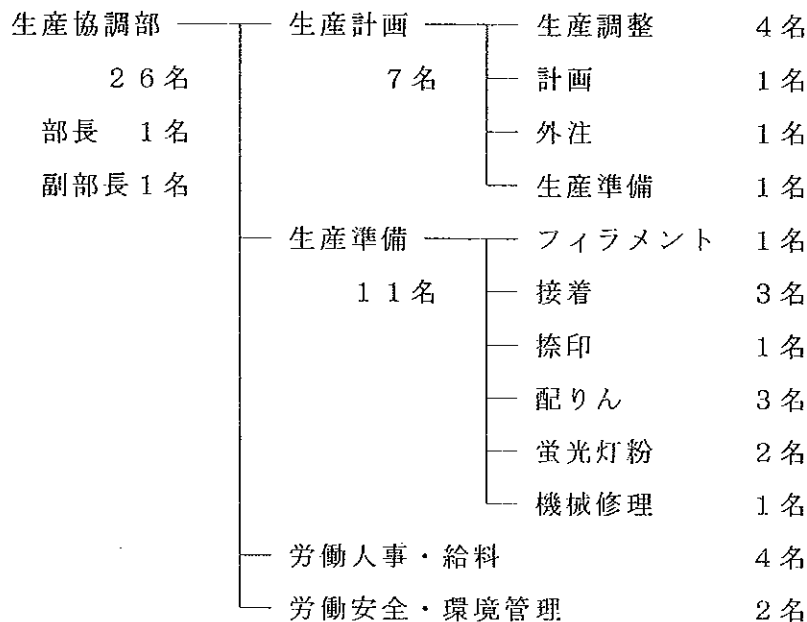 生産協調部 生産計画 生産調整 4名
26名 7名 計画 1名
部長 1名 外注 1名
副部長1名 生産準備 1名
生産準備 フィラメント 1名
11名 接着 3名
捺印 1名
配りん 3名
蛍光灯粉 2名
機械修理 1名
労働人事・給料 4名
労働安全・環境管理 2名